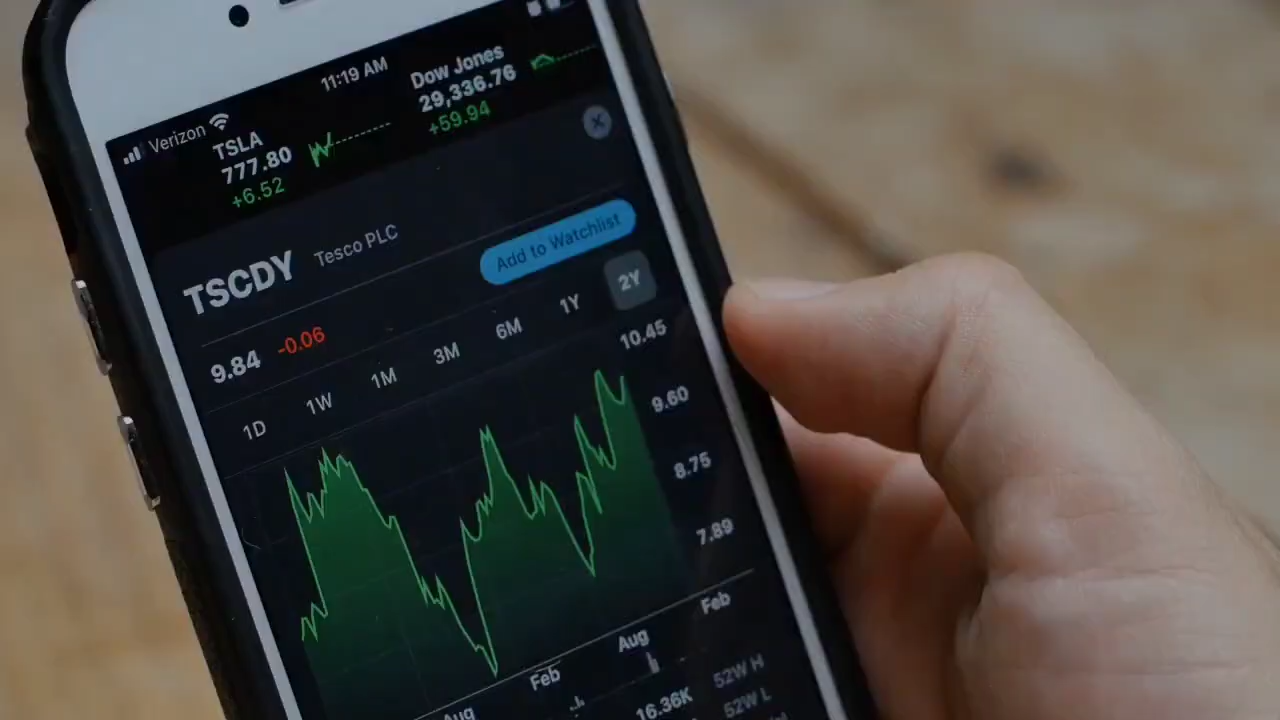 Verizon 11:19 AM
TSLA
777.80
+6.52
Dow Jones
29,336.76
+59.94
TSCDY Tesco PLC
Add to Watchlist
9.84 -0.06
1D 1W 1M 3M 6M 1Y 2Y
10.45
9.60
8.75
7.89
Aug Feb Aug Feb
16.36K
52W H
52W L